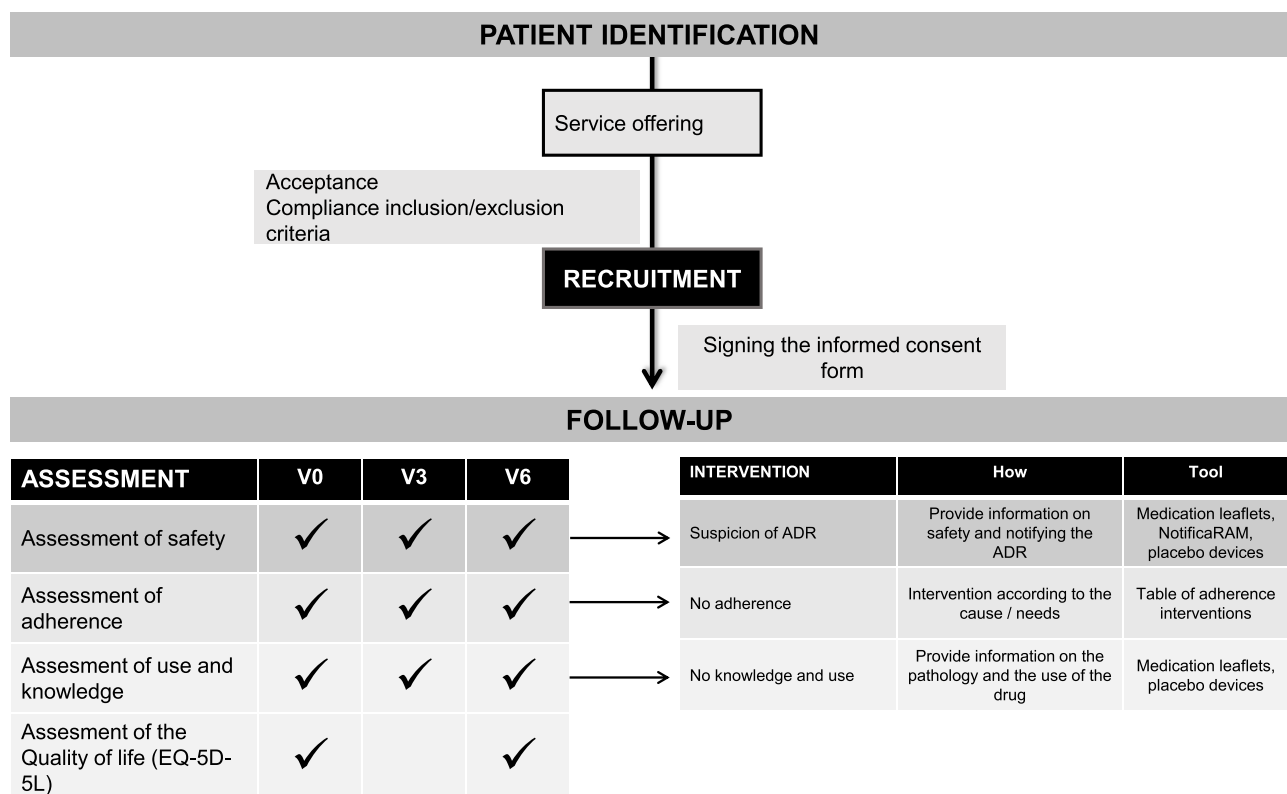 PATIENT IDENTIFICATION
Service offering
Acceptance
Compliance inclusion/exclusion
criteria
RECRUITMENT
Signing the informed consent
form
FOLLOW-UP
ASSESSMENT V0 V3 V6
Assessment of safety ✓ ✓ ✓
Assessment of
adherence ✓ ✓ ✓
Assesment of use and
knowledge ✓ ✓ ✓
Assesment of the
Quality of life (EQ-5D-
5L) ✓ ✓
INTERVENTION How Tool
Suspicion of ADR
Provide information on
safety and notifying the
ADR
Medication leaflets,
NotificaRAM,
placebo devices
No adherence
Intervention according to the
cause / needs
Table of adherence
interventions
No knowledge and use
Provide information on the
pathology and the use of the
drug
Medication leaflets,
placebo devices